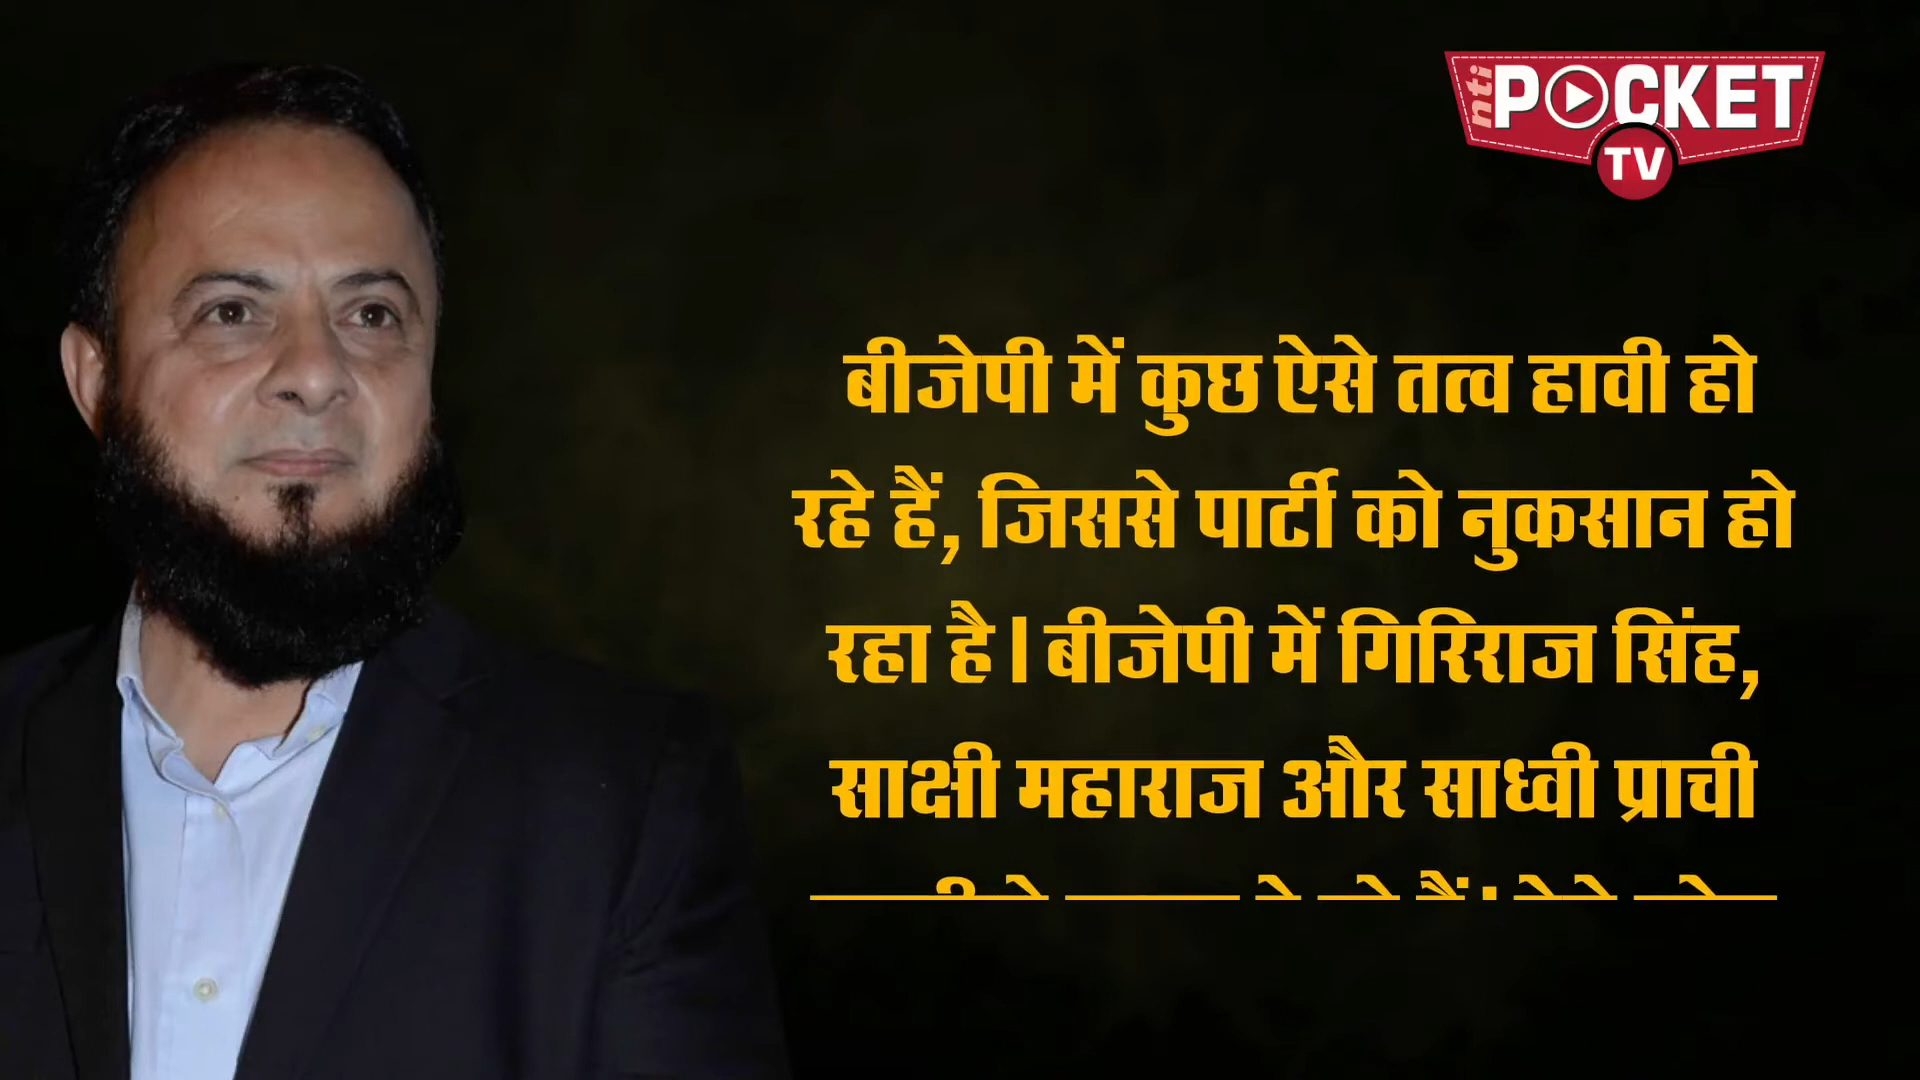 nti POCKET
TV
बीजेपी में कुछ ऐसे तत्व हावी हो
रहे हैं, जिससे पार्टी को नुकसान हो
रहा है। बीजेपी में गिरिराज सिंह,
साक्षी महाराज और साध्वी प्राची